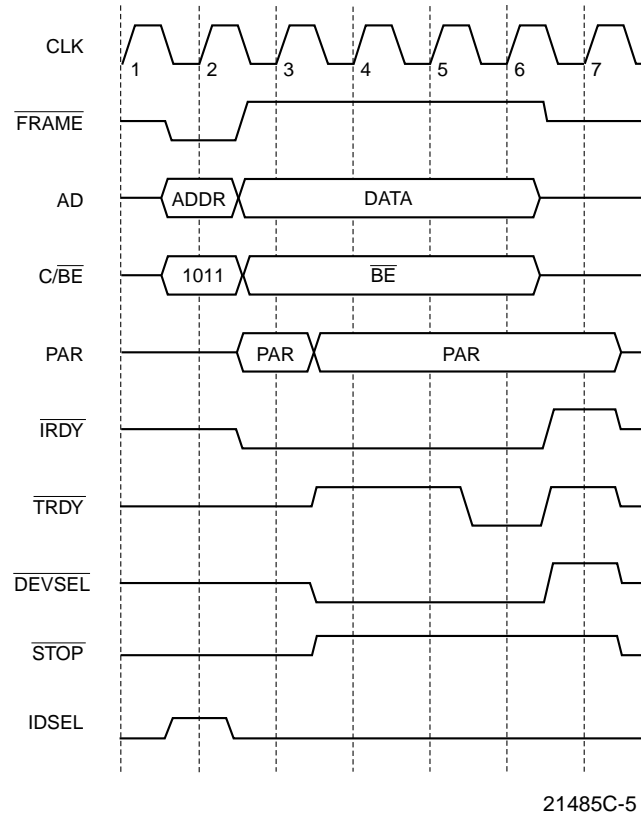 CLK
1 2 3 4 5 6 7
FRAME
AD ADDR DATA
C/BE 1011 BE
PAR PAR PAR
IRDY
TRDY
DEVSEL
STOP
IDSEL
21485C-5